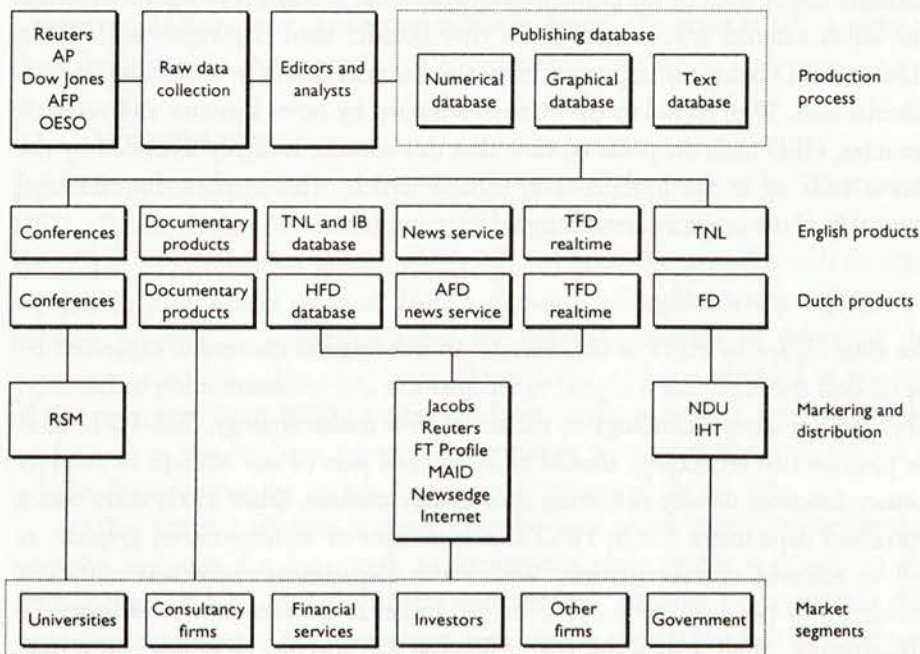 Reuters
AP
Dow Jones
AFP
OESO
Raw data
collection
Editors and
analysts
Publishing database
Numerical
database
Graphical
database
Text
database
Production
process
Conferences
Documentary
products
TNL and IB
database
News service
TFD
realtime
TNL
English products
Conferences
Documentary
products
HFD
database
AFD
news service
TFD
realtime
FD
Dutch products
RSM
Jacobs
Reuters
FT Profile
MAID
Newsedge
Internet
NDU
IHT
Markering and
distribution
Universities
Consultancy
firms
Financial
services
Investors
Other
firms
Government
Market
segments